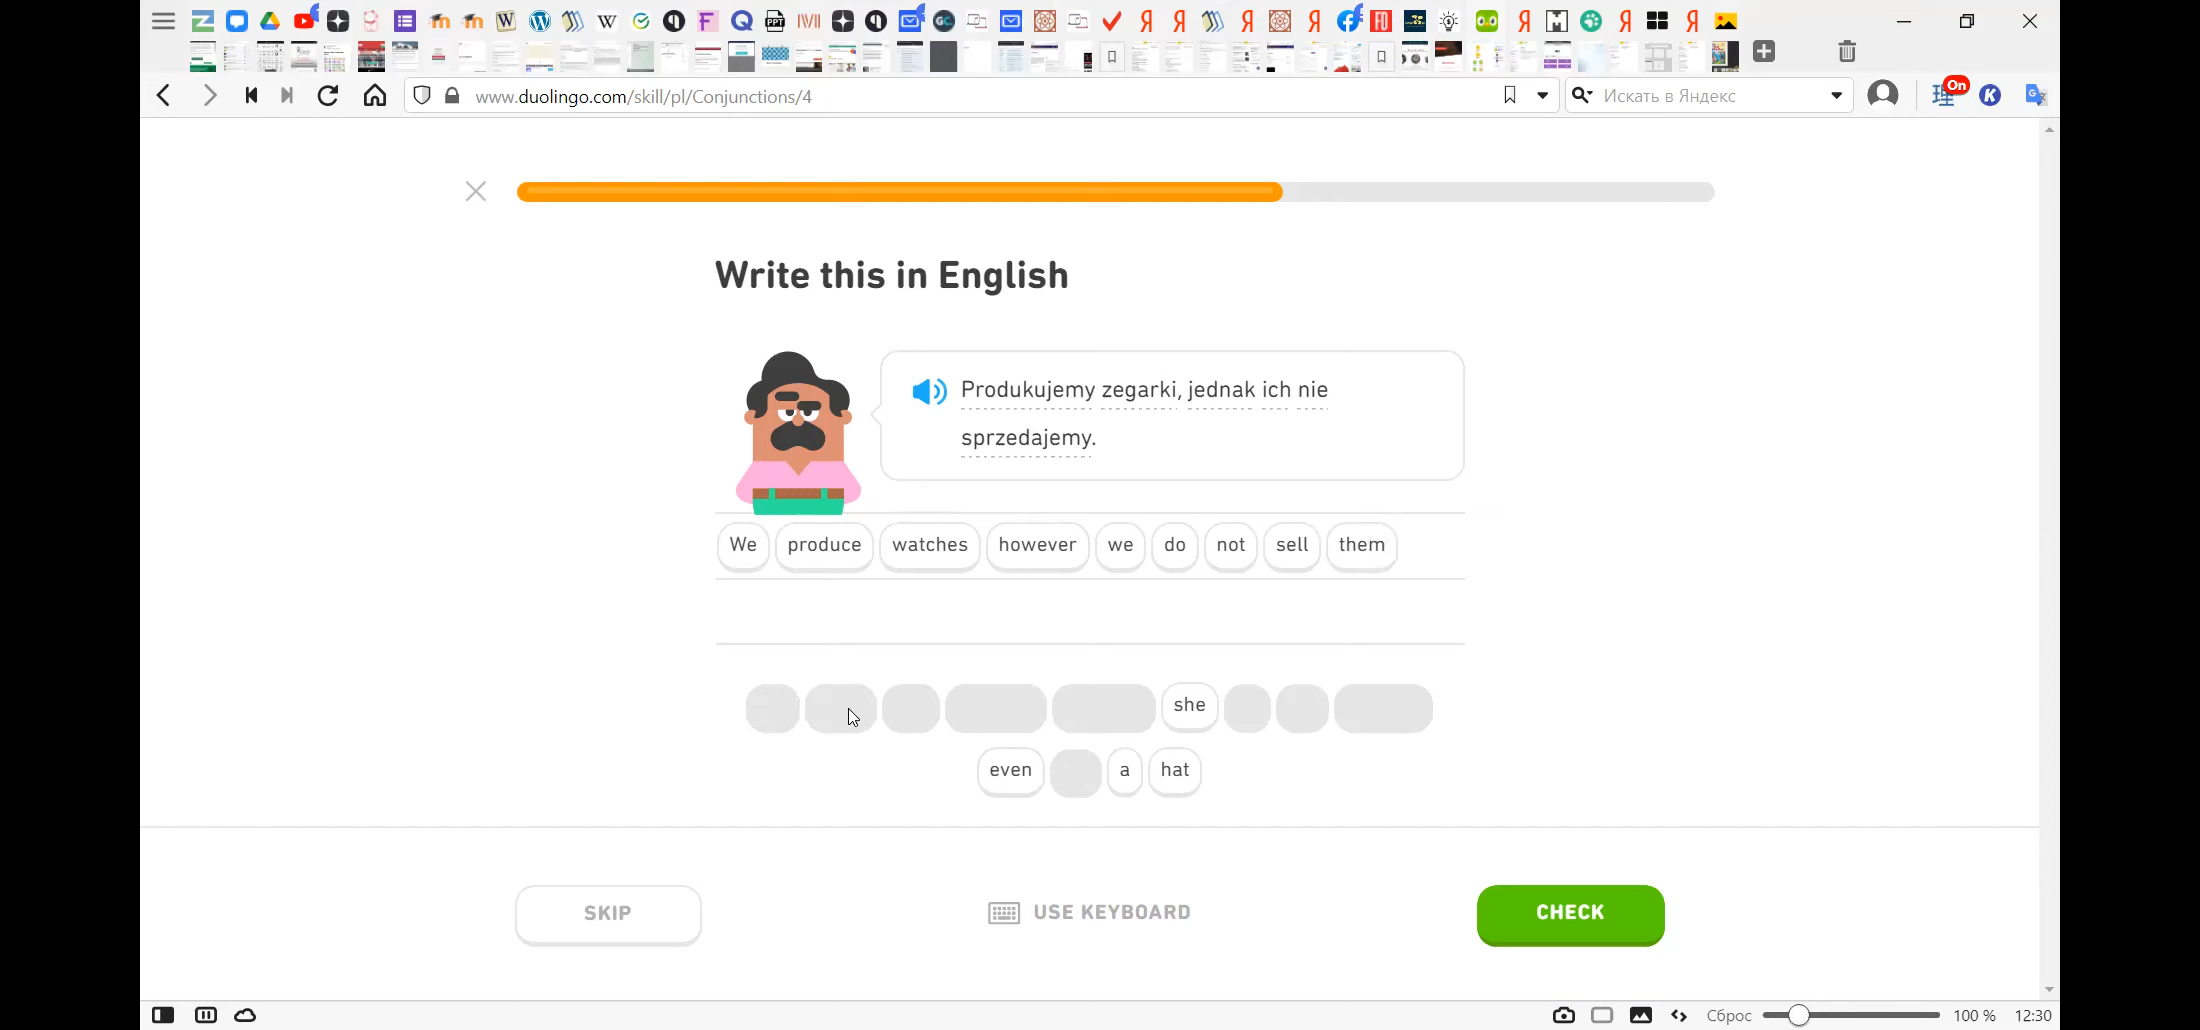 www.duolingo.com/skill/pl/Conjunctions/4
Искать в Яндекс
On
Write this in English
Produkujemy zegarki, jednak ich nie
sprzedajemy.
We produce watches however we do not sell them
she
even a hat
SKIP
USE KEYBOARD
CHECK
Сброс 100 % 12:30